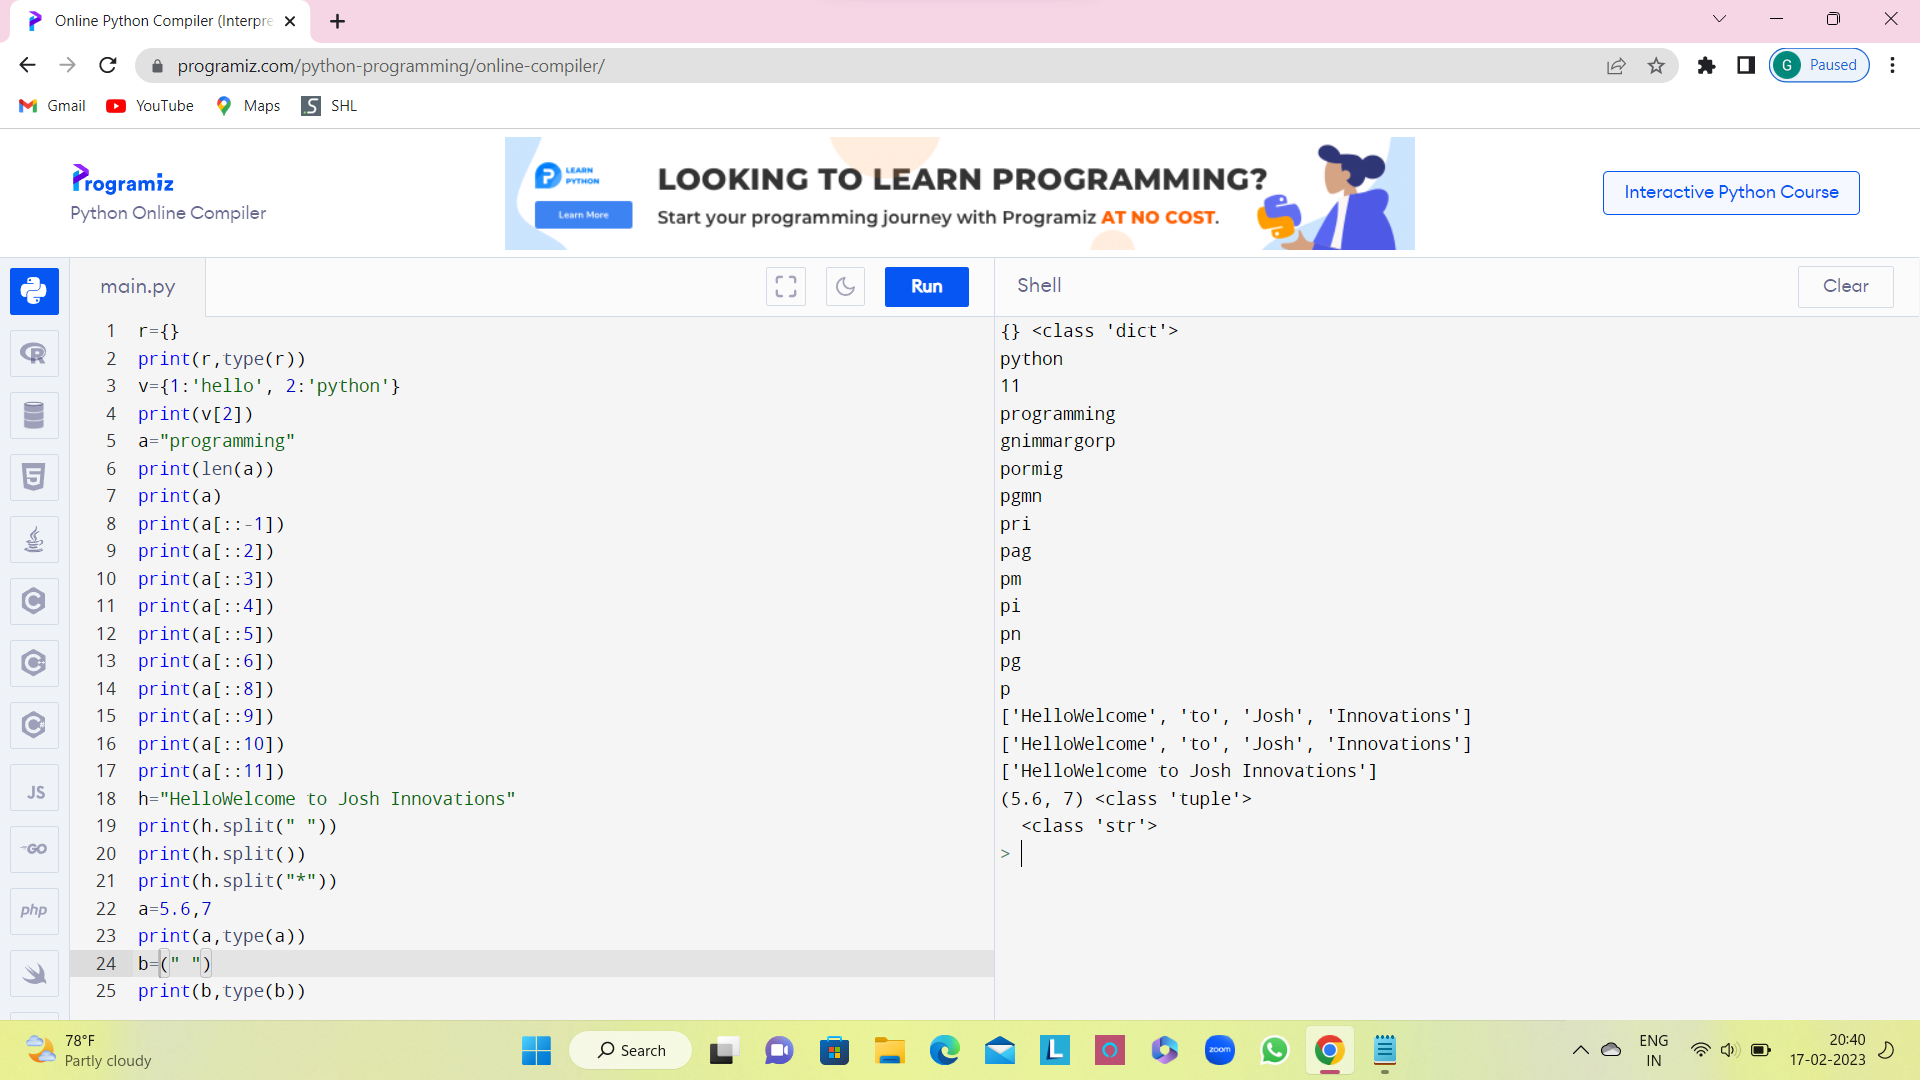 Online Python Compiler (Interpre
programiz.com/python-programming/online-compiler/
G Paused
Gmail YouTube Maps SHL
Programiz
Python Online Compiler
LEARN
PYTHON
Learn More
LOOKING TO LEARN PROGRAMMING?
Start your programming journey with Programiz AT NO COST.
Interactive Python Course
main.py
Run
Shell
Clear
1 r={}
2 print(r,type(r))
3 v={1:'hello', 2:'python'}
4 print(v[2])
5 a="programming"
6 print(len(a))
7 print(a)
8 print(a[::-1])
9 print(a[::2])
10 print(a[::3])
11 print(a[::4])
12 print(a[::5])
13 print(a[::6])
14 print(a[::8])
15 print(a[::9])
16 print(a[::10])
17 print(a[::11])
18 h="HelloWelcome to Josh Innovations"
19 print(h.split(" "))
20 print(h.split())
21 print(h.split("*"))
22 a=5.6,7
23 print(a,type(a))
24 b=(" ")
25 print(b,type(b))
{} <class 'dict'>
python
11
programming
gnimmargorp
pormig
pgmn
pri
pag
pm
pi
pn
pg
p
['HelloWelcome', 'to', 'Josh', 'Innovations']
['HelloWelcome', 'to', 'Josh', 'Innovations']
['HelloWelcome to Josh Innovations']
(5.6, 7) <class 'tuple'>
  <class 'str'>
>
R
5
C
C
C
JS
GO
php
78°F
Partly cloudy
Search
L
zoom
ENG
IN
20:40
17-02-2023